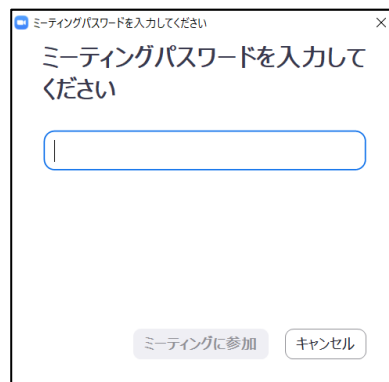 ミーティングパスワードを入力してください
ミーティングパスワードを入力して
ください
ミーティングに参加
キャンセル